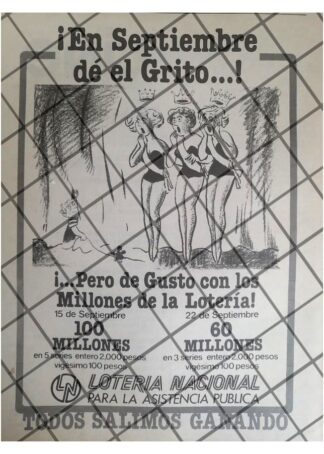 ¡En Septiembre
dé el Grito...!
¡...Pero de Gusto con los
Millones de la Lotería!
15 de Septiembre
100
MILLONES
en 5 series entero 2,000 pesos
vigésimo 100 pesos
22 de Septiembre
60
MILLONES
en 3 series entero 2,000 pesos
vigésimo 100 pesos
LN LOTERIA NACIONAL
PARA LA ASISTENCIA PUBLICA
TODOS SALIMOS GANANDO